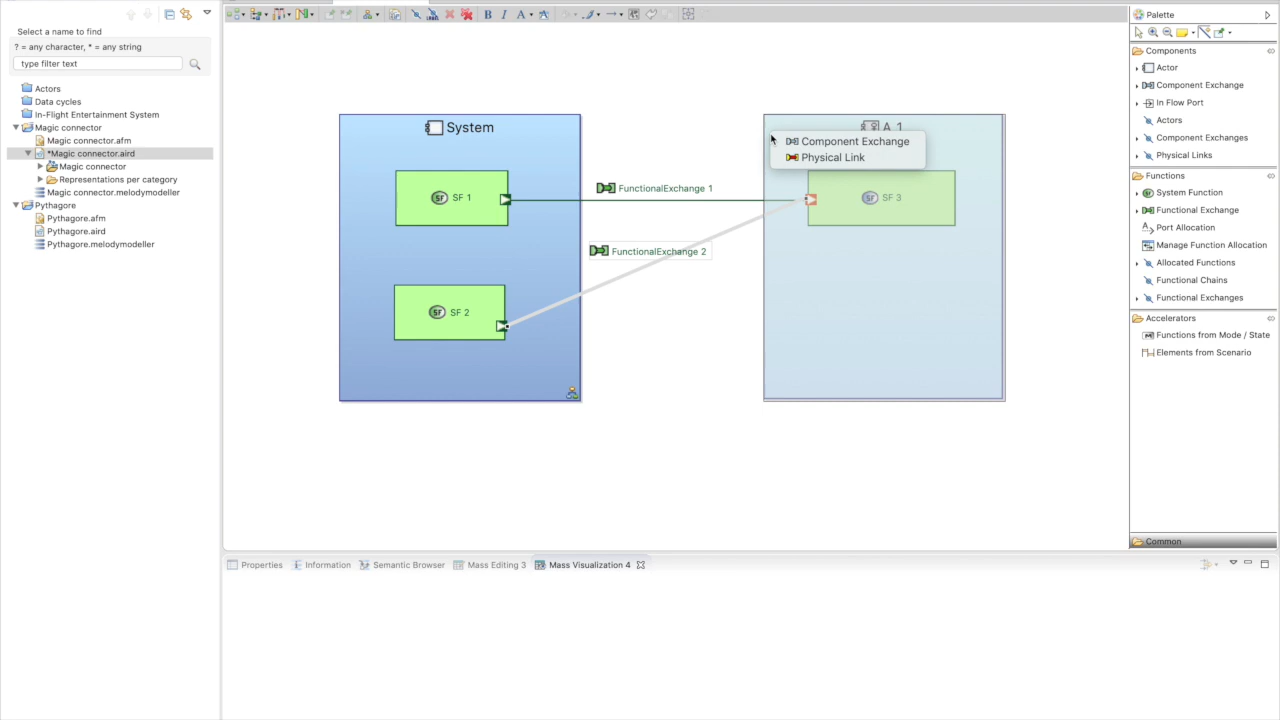 B I A
Select a name to find
? = any character, * = any string
type filter text
Actors
Data cycles
In-Flight Entertainment System
Magic connector
Magic connector.afm
*Magic connector.aird
Magic connector
Representations per category
Magic connector.melodymodeller
Pythagore
Pythagore.afm
Pythagore.aird
Pythagore.melodymodeller
System
SF SF 1
FunctionalExchange 1
FunctionalExchange 2
SF SF 2
A 1
Component Exchange
Physical Link
SF SF 3
Palette
Components
Actor
Component Exchange
In Flow Port
Actors
Component Exchanges
Physical Links
Functions
System Function
Functional Exchange
Port Allocation
Manage Function Allocation
Allocated Functions
Functional Chains
Functional Exchanges
Accelerators
Functions from Mode / State
Elements from Scenario
Common
Properties
Information
Semantic Browser
Mass Editing 3
Mass Visualization 4